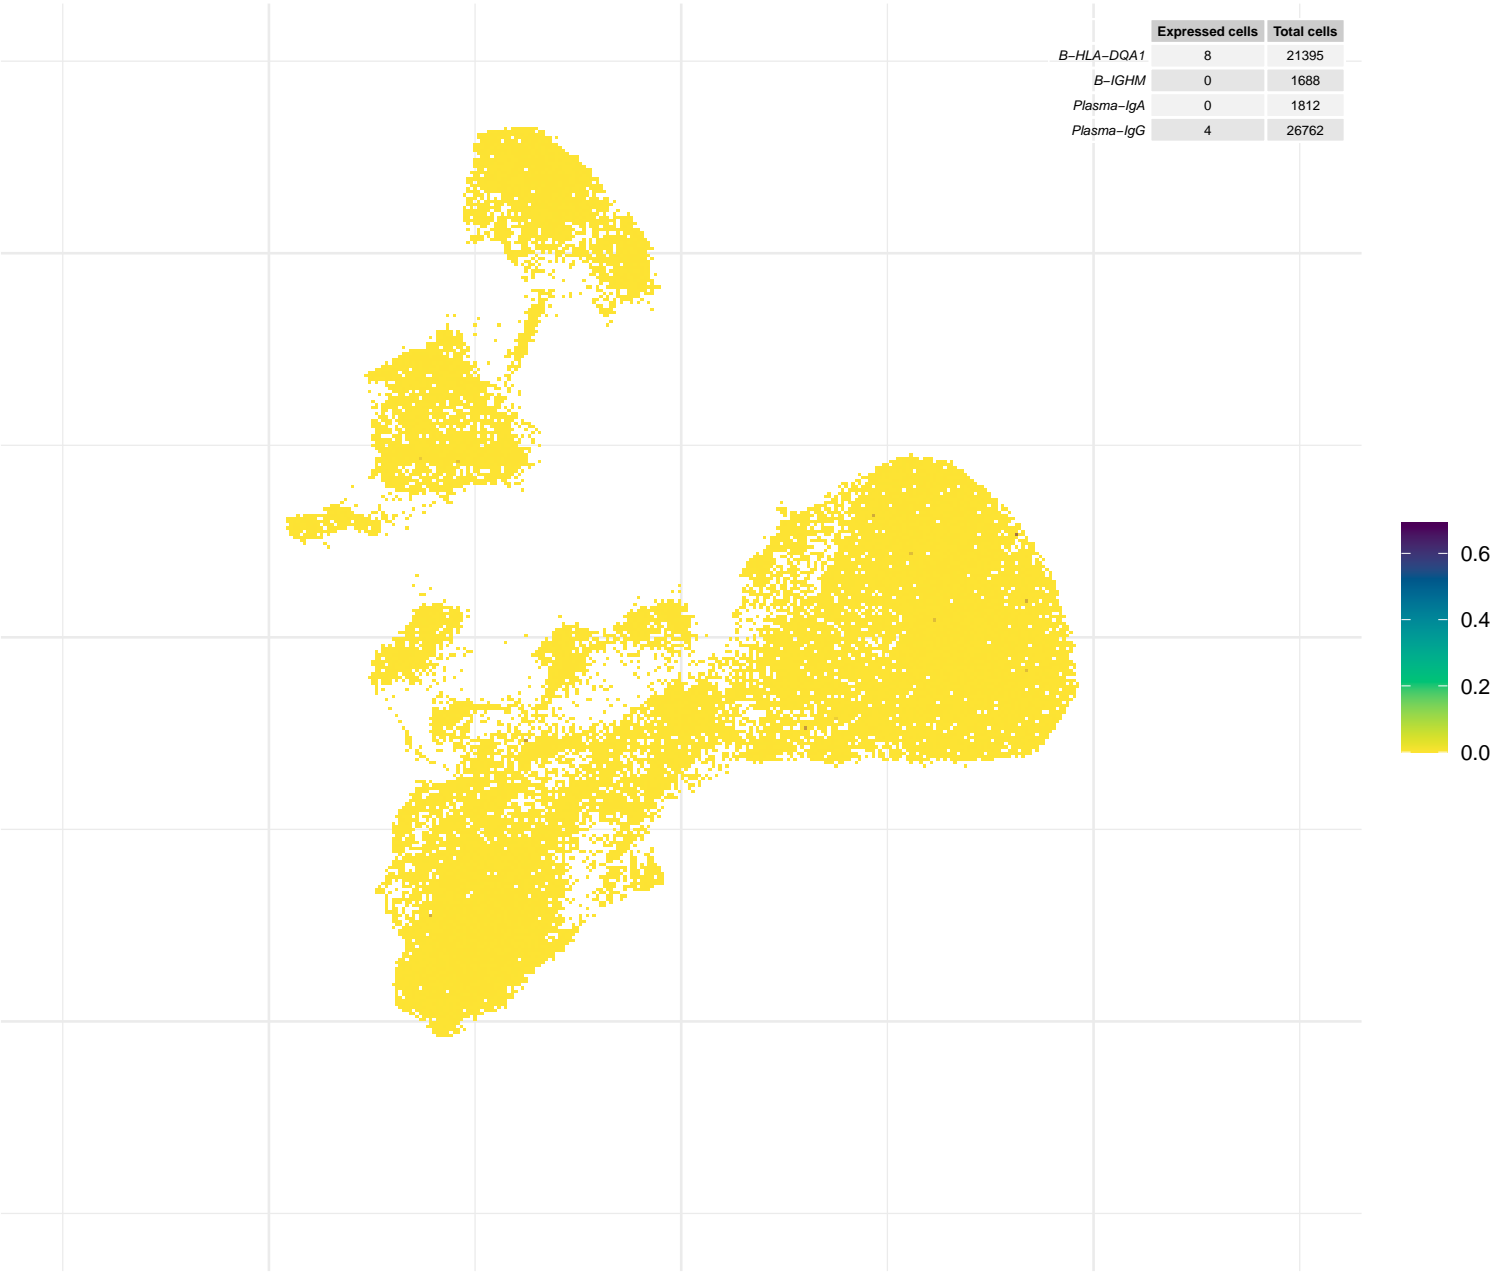 Expressed cells Total cells
B−HLA−DQA1 8 21395
B−IGHM 0 1688
Plasma−IgA 0 1812
Plasma−IgG 4 26762
0.6
0.4
0.2
0.0